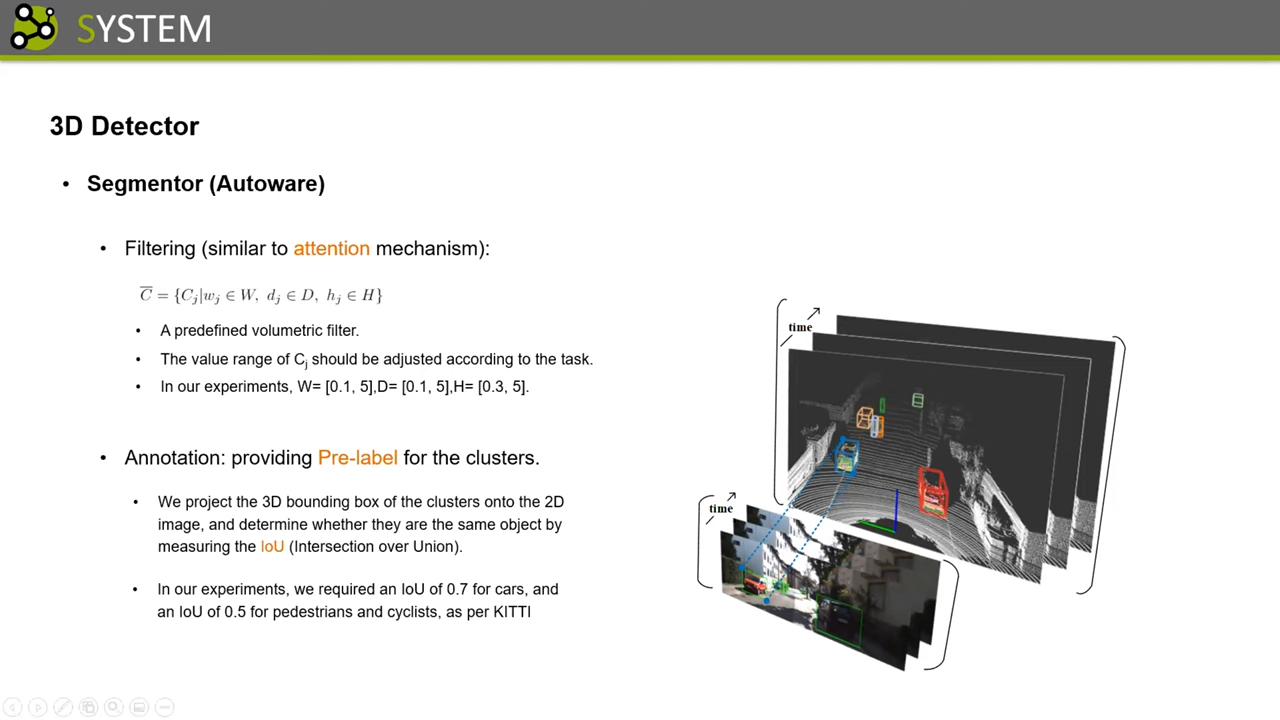 SYSTEM
3D Detector
• Segmentor (Autoware)
• Filtering (similar to attention mechanism):
C̅ = {C_j|w_j ∈ W, d_j ∈ D, h_j ∈ H}
• A predefined volumetric filter.
• The value range of C_j should be adjusted according to the task.
• In our experiments, W= [0.1, 5],D= [0.1, 5],H= [0.3, 5].
• Annotation: providing Pre-label for the clusters.
• We project the 3D bounding box of the clusters onto the 2D
image, and determine whether they are the same object by
measuring the IoU (Intersection over Union).
• In our experiments, we required an IoU of 0.7 for cars, and
an IoU of 0.5 for pedestrians and cyclists, as per KITTI
time
time